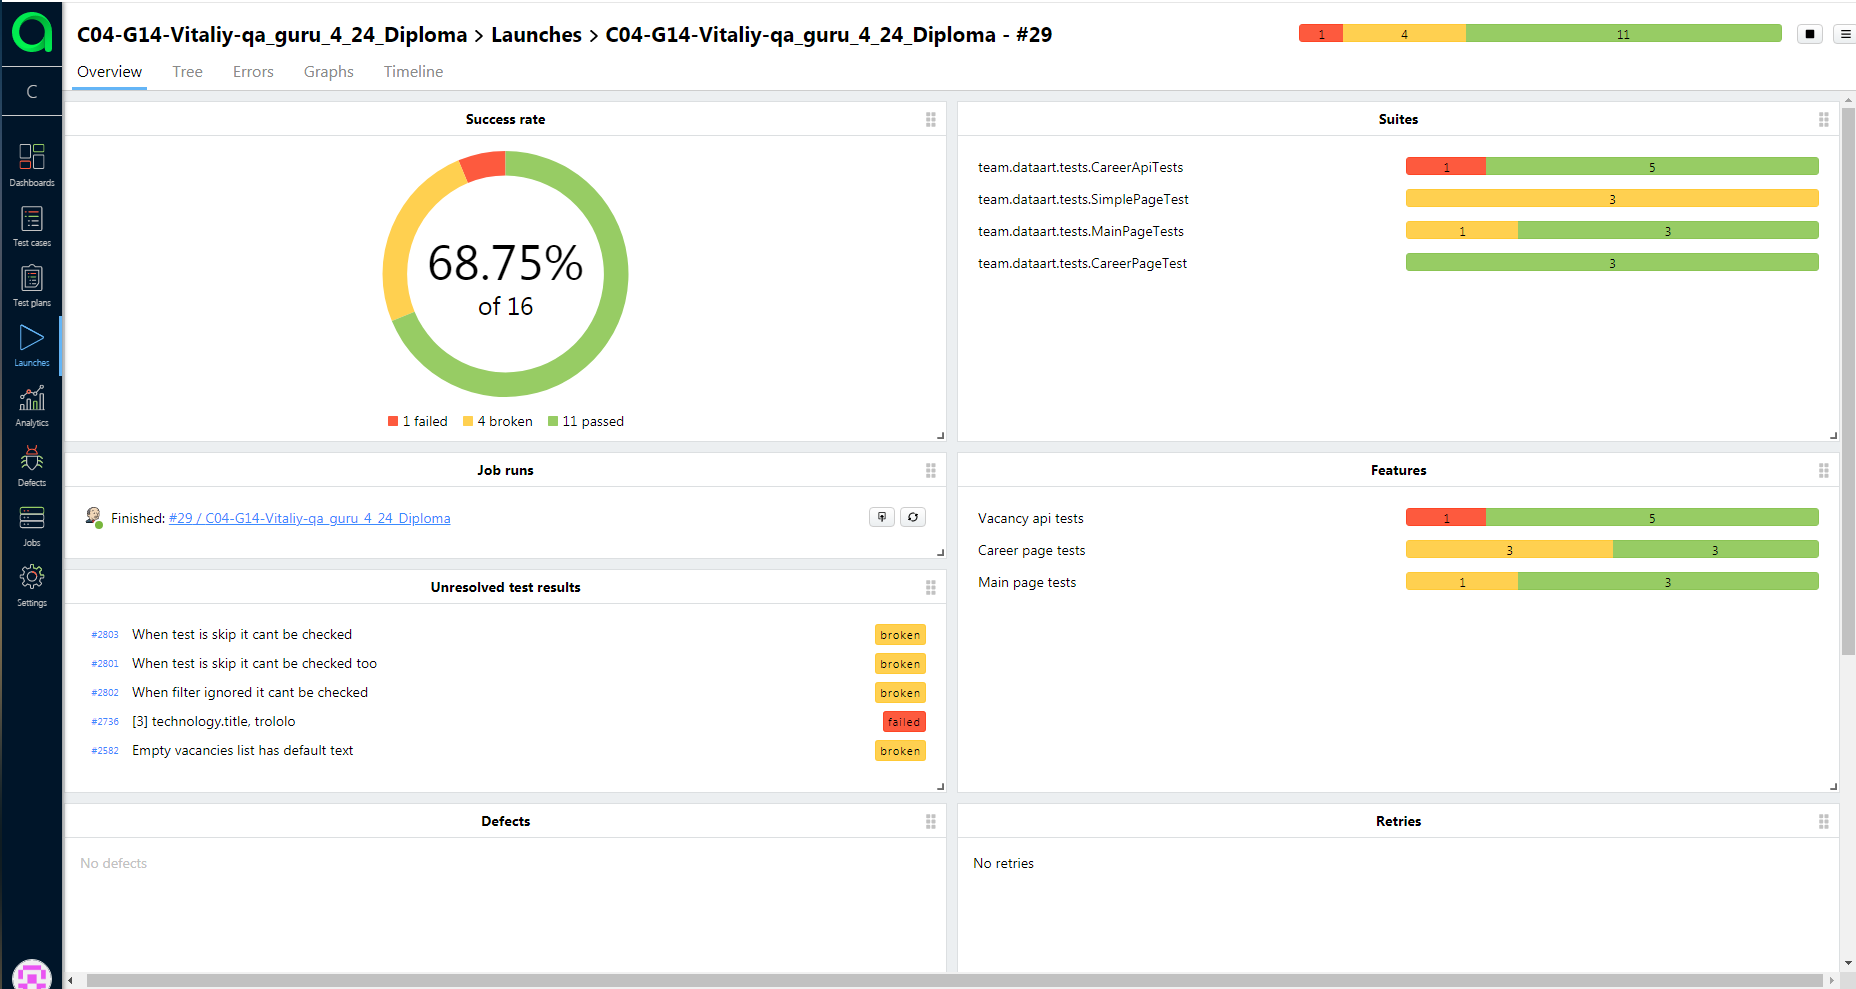 C04-G14-Vitaliy-qa_guru_4_24_Diploma > Launches > C04-G14-Vitaliy-qa_guru_4_24_Diploma - #29
1 4 11
Overview Tree Errors Graphs Timeline
C
Dashboards
Test cases
Test plans
Launches
Analytics
Defects
Jobs
Settings
Success rate
68.75%
of 16
1 failed 4 broken 11 passed
Suites
team.dataart.tests.CareerApiTests 1 5
team.dataart.tests.SimplePageTest 3
team.dataart.tests.MainPageTests 1 3
team.dataart.tests.CareerPageTest 3
Job runs
Finished: #29 / C04-G14-Vitaliy-qa_guru_4_24_Diploma
Features
Vacancy api tests 1 5
Career page tests 3 3
Main page tests 1 3
Unresolved test results
#2803 When test is skip it cant be checked broken
#2801 When test is skip it cant be checked too broken
#2802 When filter ignored it cant be checked broken
#2736 [3] technology.title, trololo failed
#2582 Empty vacancies list has default text broken
Defects
No defects
Retries
No retries